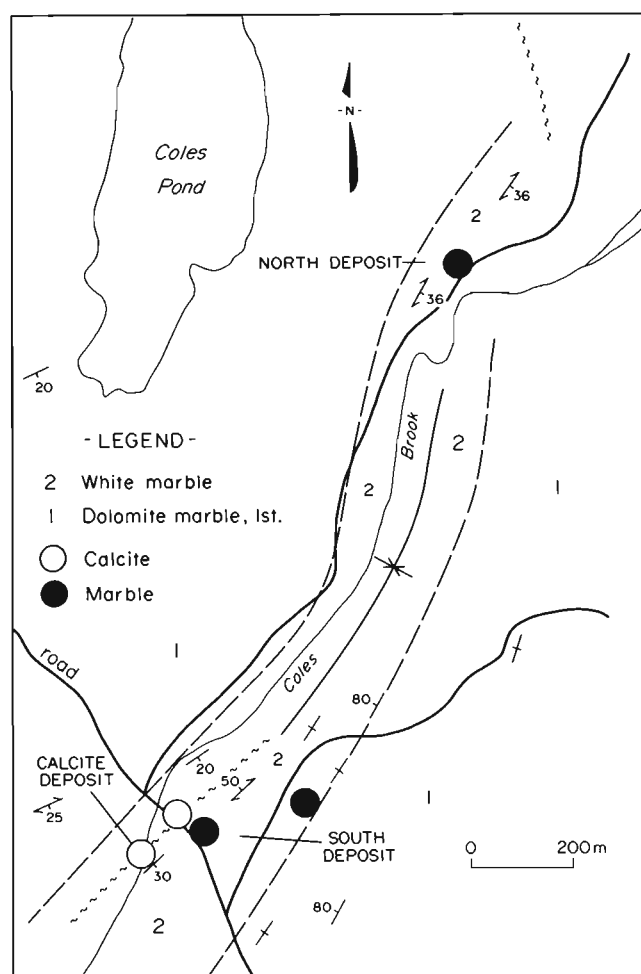 Coles
Pond
- N -
36
2
NORTH DEPOSIT
36
20
- LEGEND -
2 White marble
1 Dolomite marble, lst.
Calcite
Marble
Brook
2
2
1
1
road
Coles
80
20
2
50
CALCITE
DEPOSIT
25
1
SOUTH
DEPOSIT
0 200m
30
2
80